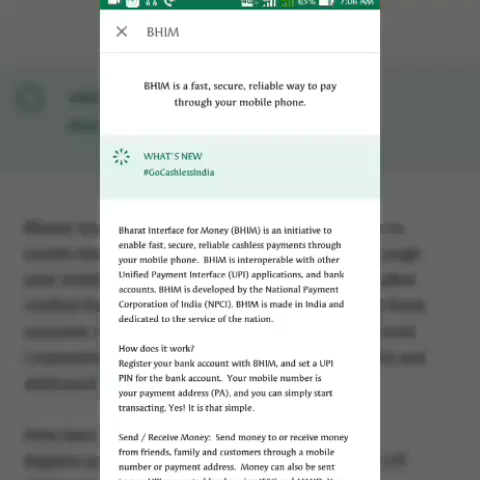 63% 7:06 AM
BHIM
BHIM is a fast, secure, reliable way to pay
through your mobile phone.
WHAT'S NEW
#GoCashlessIndia
Bharat Interface for Money (BHIM) is an initiative to
enable fast, secure, reliable cashless payments through
your mobile phone. BHIM is interoperable with other
Unified Payment Interface (UPI) applications, and bank
accounts. BHIM is developed by the National Payment
Corporation of India (NPCI). BHIM is made in India and
dedicated to the service of the nation.
How does it work?
Register your bank account with BHIM, and set a UPI
PIN for the bank account. Your mobile number is
your payment address (PA), and you can simply start
transacting. Yes! It is that simple.
Send / Receive Money: Send money to or receive money
from friends, family and customers through a mobile
number or payment address. Money can also be sent